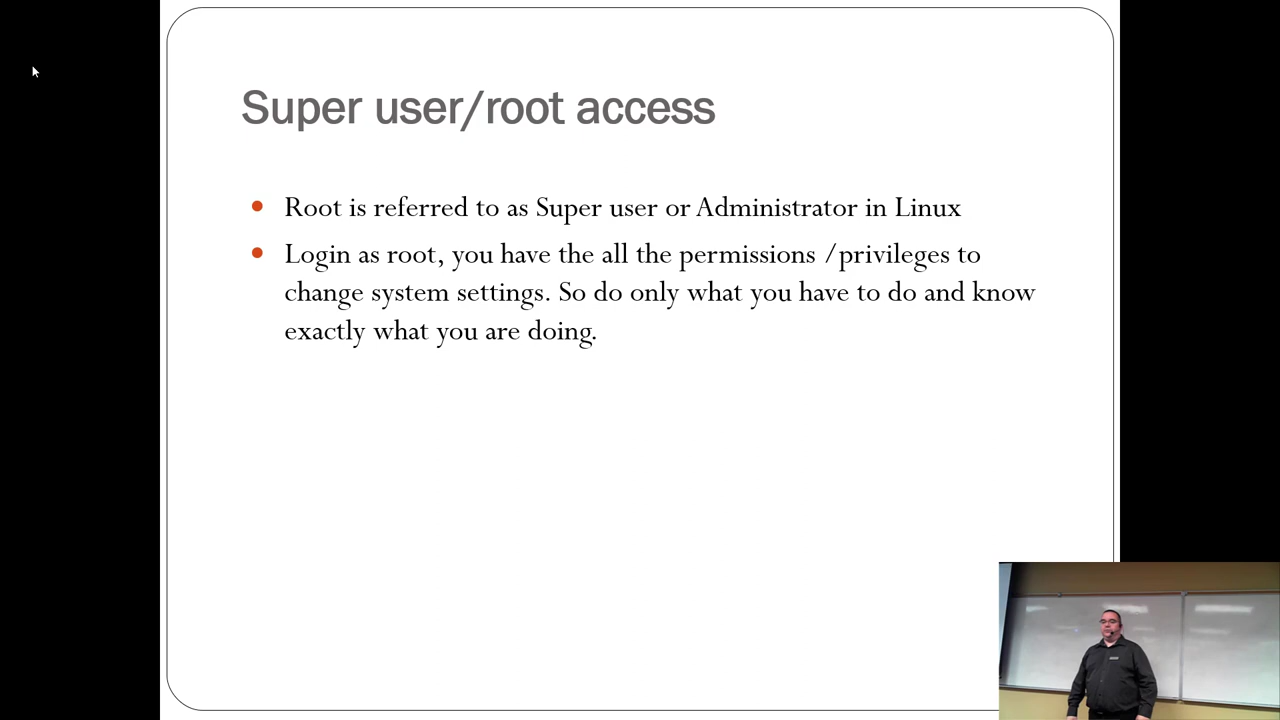 Super user/root access
Root is referred to as Super user or Administrator in Linux
Login as root, you have the all the permissions /privileges to
change system settings. So do only what you have to do and know
exactly what you are doing.